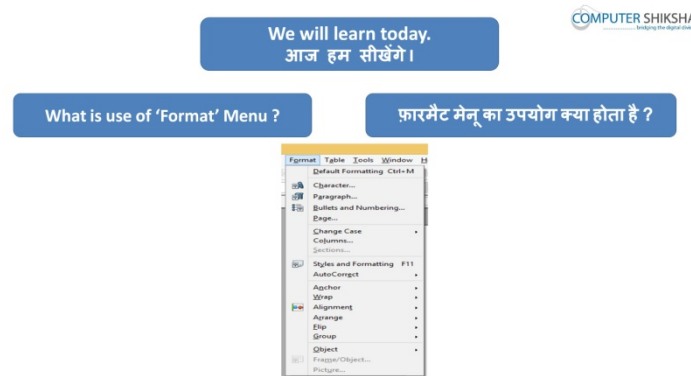 COMPUTER SHIKSHA
bridging the digital divide
We will learn today.
आज हम सीखेंगे।
What is use of ‘Format’ Menu ?
फ़ारमैट मेनू का उपयोग क्या होता है ?
Format Table Tools Window H
Default Formatting Ctrl+M
Character...
Paragraph...
Bullets and Numbering...
Page...
Change Case
Columns...
Sections...
Styles and Formatting F11
AutoCorrect
Anchor
Wrap
Alignment
Arrange
Flip
Group
Object
Frame/Object...
Picture...